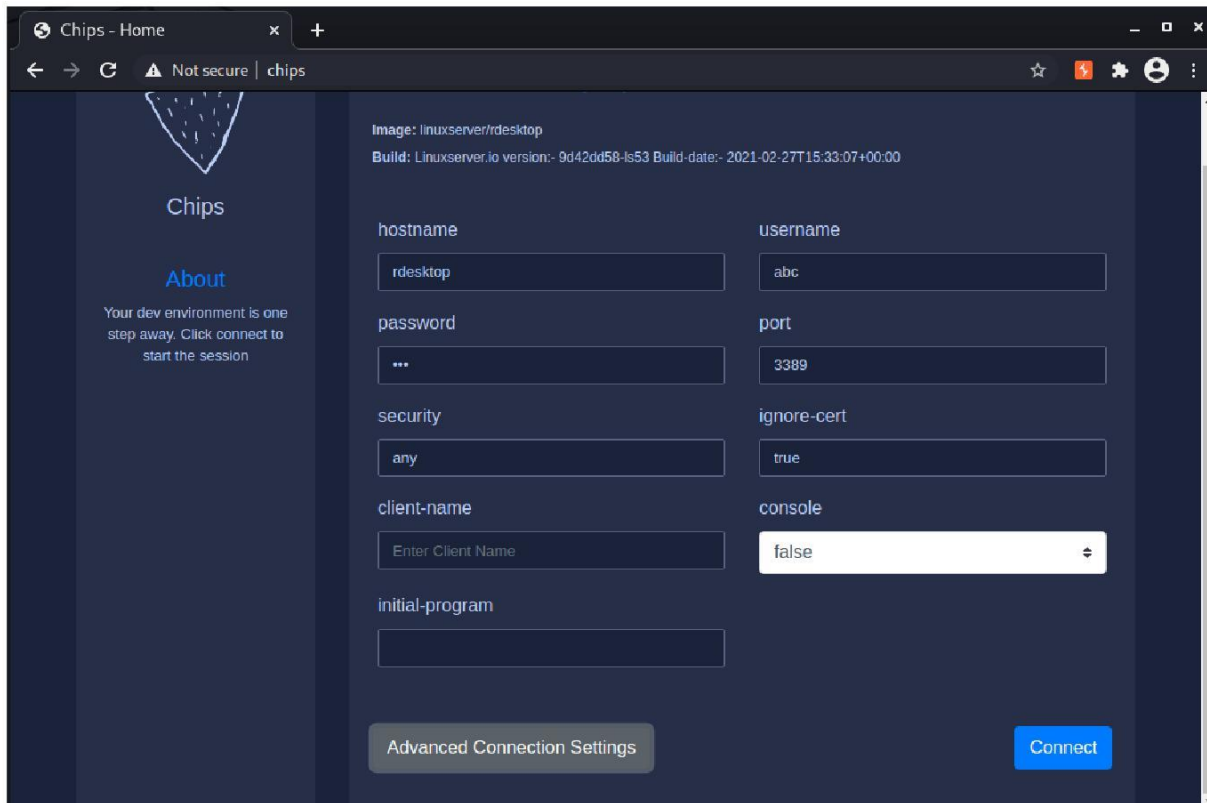 Chips - Home
Not secure | chips
Chips
About
Your dev environment is one
step away. Click connect to
start the session
Image: linuxserver/rdesktop
Build: Linuxserver.io version:- 9d42dd58-ls53 Build-date:- 2021-02-27T15:33:07+00:00
hostname
username
rdesktop
abc
password
port
•••
3389
security
ignore-cert
any
true
client-name
console
Enter Client Name
false
initial-program
Advanced Connection Settings
Connect